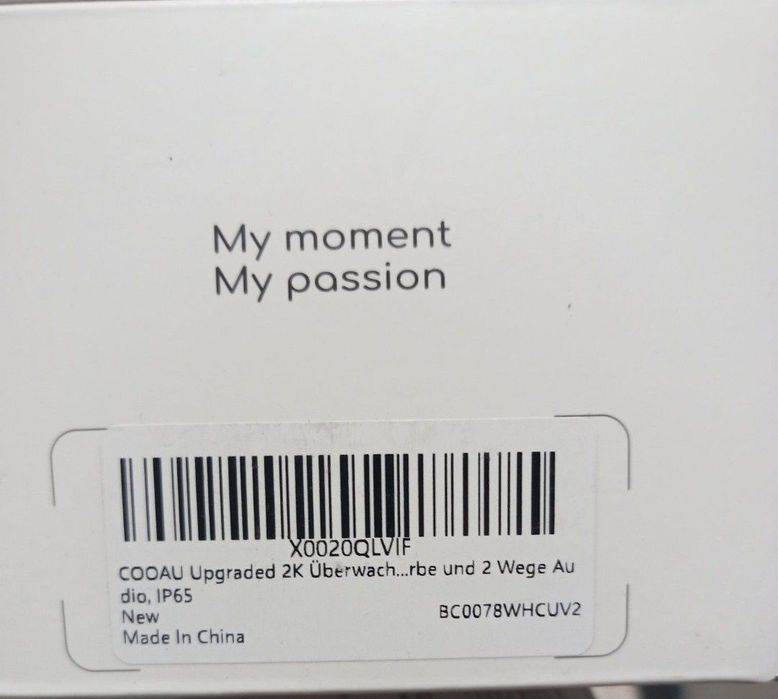 My moment
My passion
X0020QLVIF
COOAU Upgraded 2K Überwach...rbe und 2 Wege Au
dio, IP65
New
BC0078WHCUV2
Made In China